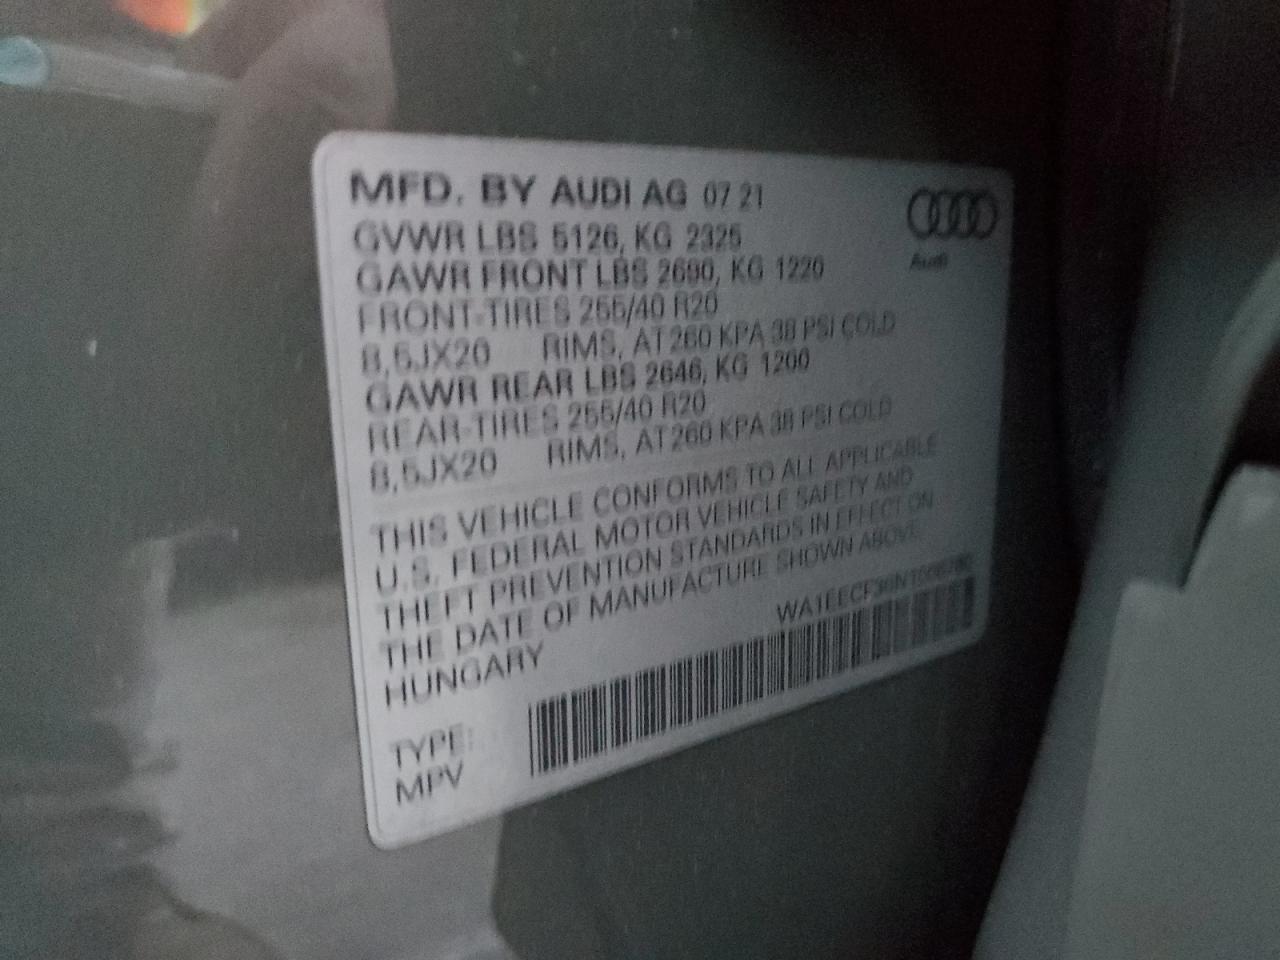 MFD. BY AUDI AG 07 21
GVWR LBS 5126, KG 2325
GAWR FRONT LBS 2690, KG 1220
FRONT-TIRES 255/40 R20
8,5JX20 RIMS, AT 260 KPA 38 PSI COLD
GAWR REAR LBS 2646, KG 1200
REAR-TIRES 255/40 R20
8,5JX20 RIMS, AT 260 KPA 38 PSI COLD
THIS VEHICLE CONFORMS TO ALL APPLICABLE
U.S. FEDERAL MOTOR VEHICLE SAFETY AND
THEFT PREVENTION STANDARDS IN EFFECT ON
THE DATE OF MANUFACTURE SHOWN ABOVE
HUNGARY
TYPE:
MPV
Audi